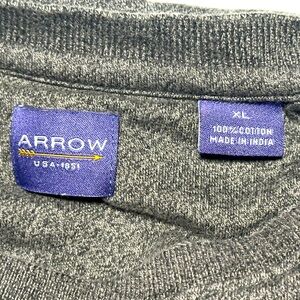 ARROW
USA-1851
XL
100% COTTON
MADE IN INDIA